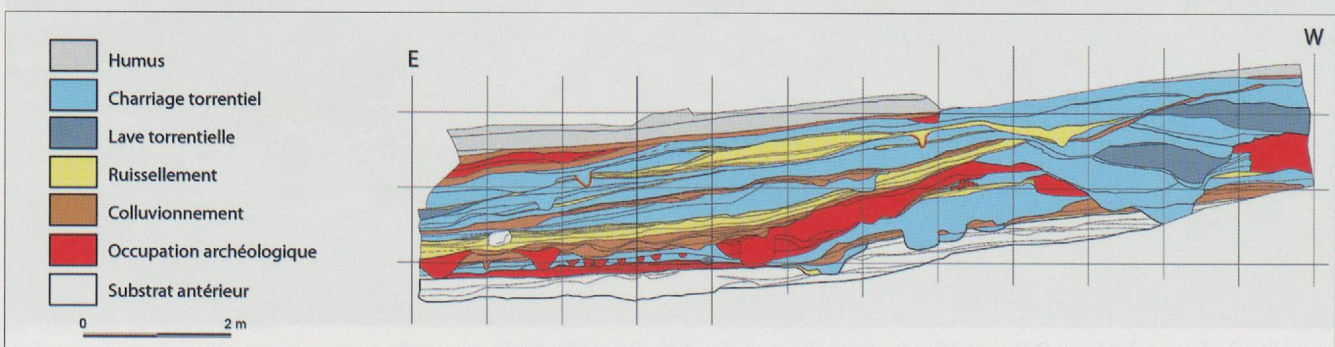 Humus
Charriage torrentiel
Lave torrentielle
Ruissellement
Colluvionnement
Occupation archéologique
Substrat antérieur
0 2 m
E
W